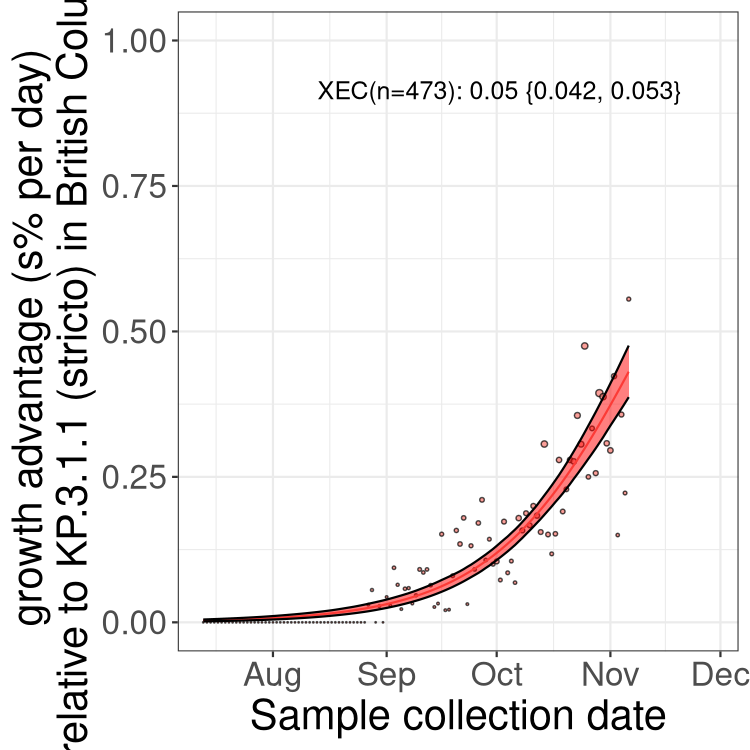 growth advantage (s% per day)
relative to KP.3.1.1 (stricto) in British Colu
1.00
0.75
0.50
0.25
0.00
XEC(n=473): 0.05 {0.042, 0.053}
Aug Sep Oct Nov Dec
Sample collection date